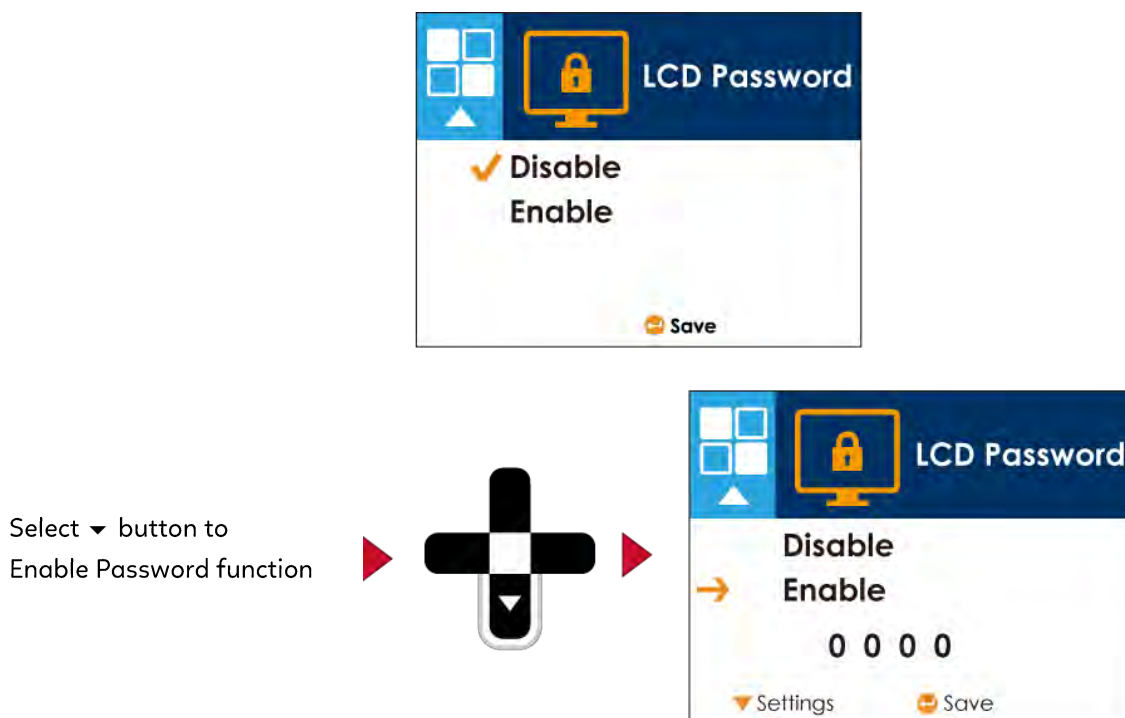 LCD Password
Disable
Enable
Save
Select ▼ button to
Enable Password function
LCD Password
Disable
Enable
0 0 0 0
Settings Save